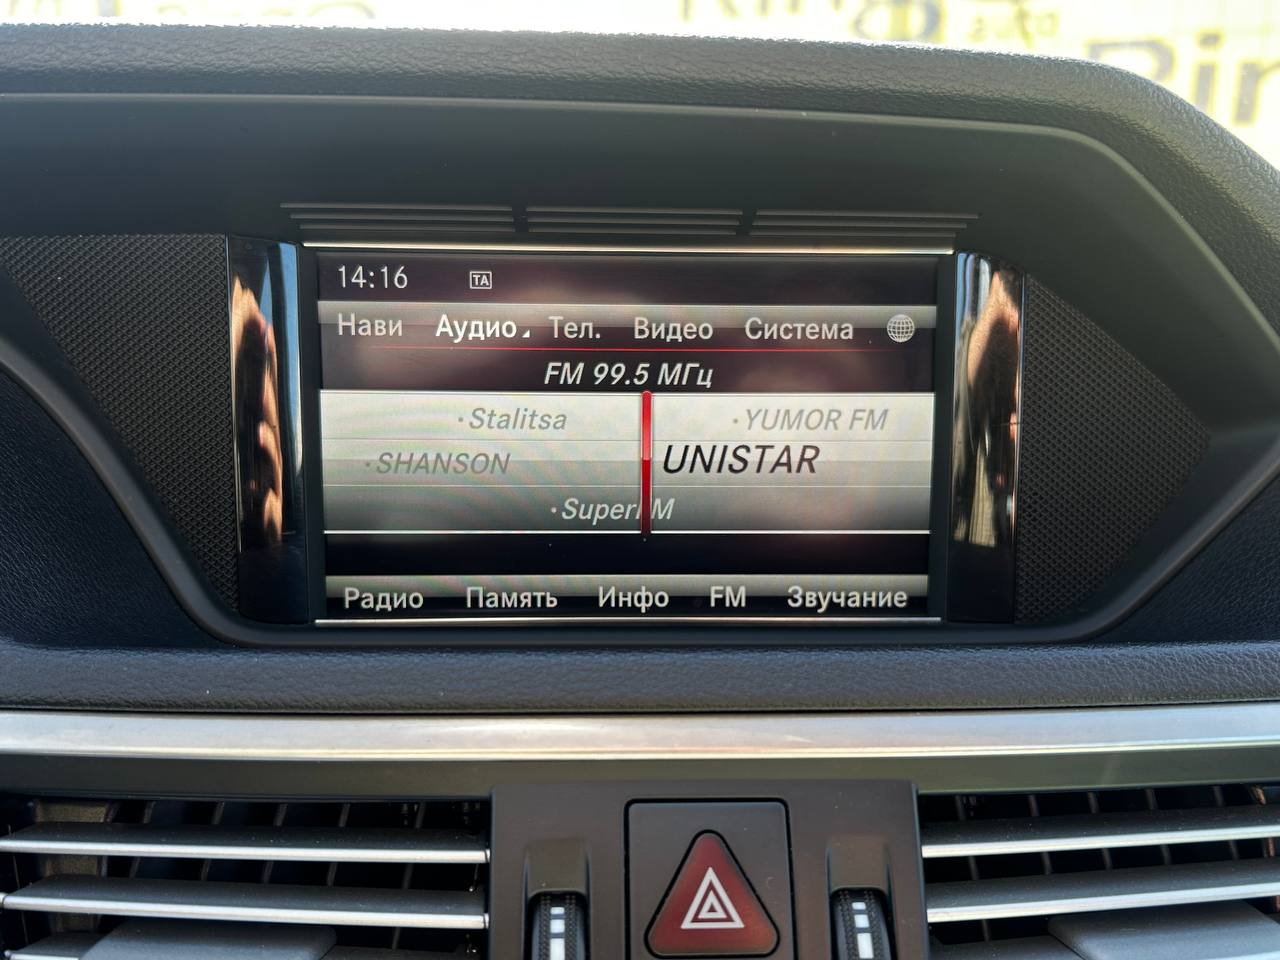 14:16 TA
Нави Аудио Тел. Видео Система
FM 99.5 МГц
·Stalitsa ·YUMOR FM
·SHANSON UNISTAR
·SuperFM
Радио Память Инфо FM Звучание